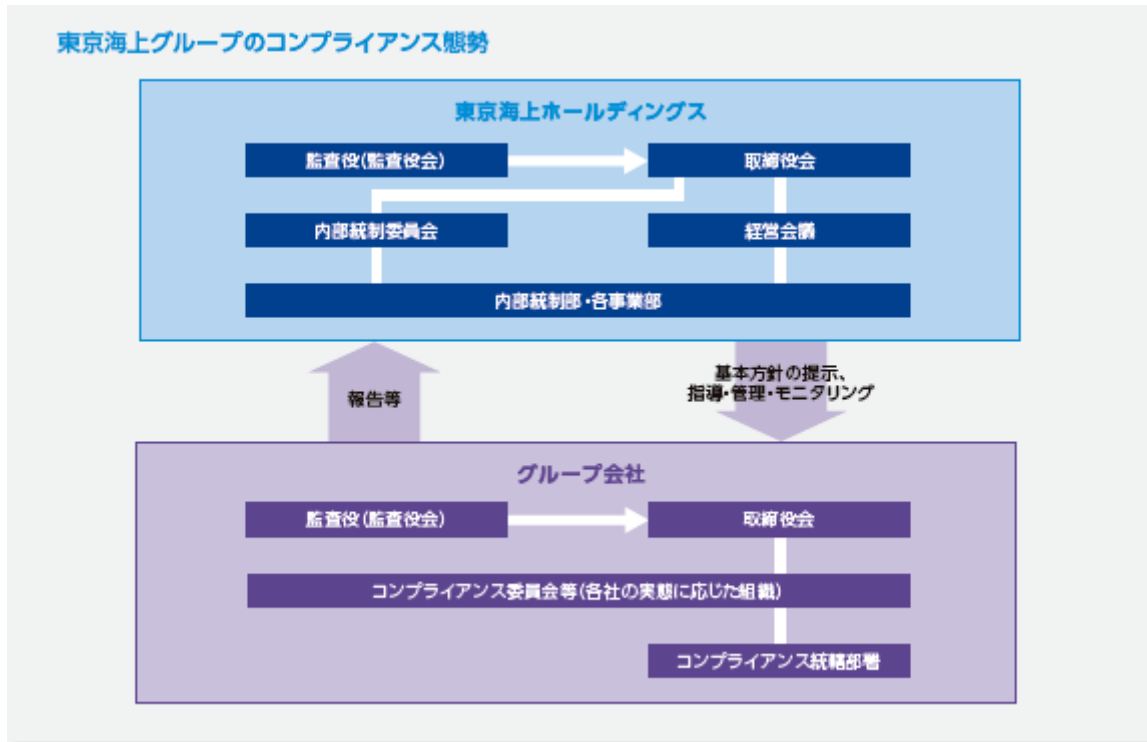 東京海上グループのコンプライアンス態勢
東京海上ホールディングス
監査役(監査役会)
取締役会
内部統制委員会
経営会議
内部統制部・各事業部
報告等
基本方針の提示、
指導・管理・モニタリング
グループ会社
監査役(監査役会)
取締役会
コンプライアンス委員会等(各社の実態に応じた組織)
コンプライアンス統轄部署